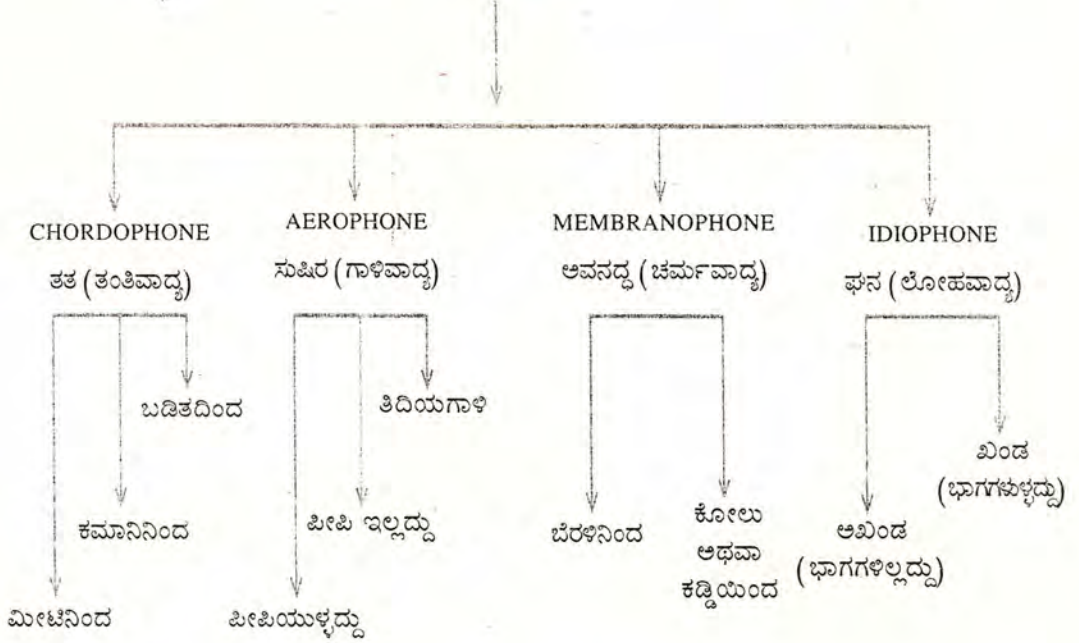 CHORDOPHONE
ತತ (ತಂತಿವಾದ್ಯ)
AEROPHONE
ಸುಷಿರ (ಗಾಳಿವಾದ್ಯ)
MEMBRANOPHONE
ಅವನದ್ಧ (ಚರ್ಮವಾದ್ಯ)
IDIOPHONE
ಘನ (ಲೋಹವಾದ್ಯ)
ಬಡಿತದಿಂದ
ಕಮಾನಿನಿಂದ
ಮೀಟಿನಿಂದ
ತಿದಿಯಗಾಳಿ
ಪೀಪಿ ಇಲ್ಲದ್ದು
ಪೀಪಿಯುಳ್ಳದ್ದು
ಬೆರಳಿನಿಂದ
ಕೋಲು
ಅಥವಾ
ಕಡ್ಡಿಯಿಂದ
ಅಖಂಡ
(ಭಾಗಗಳಿಲ್ಲದ್ದು)
ಖಂಡ
(ಭಾಗಗಳುಳ್ಳದ್ದು)